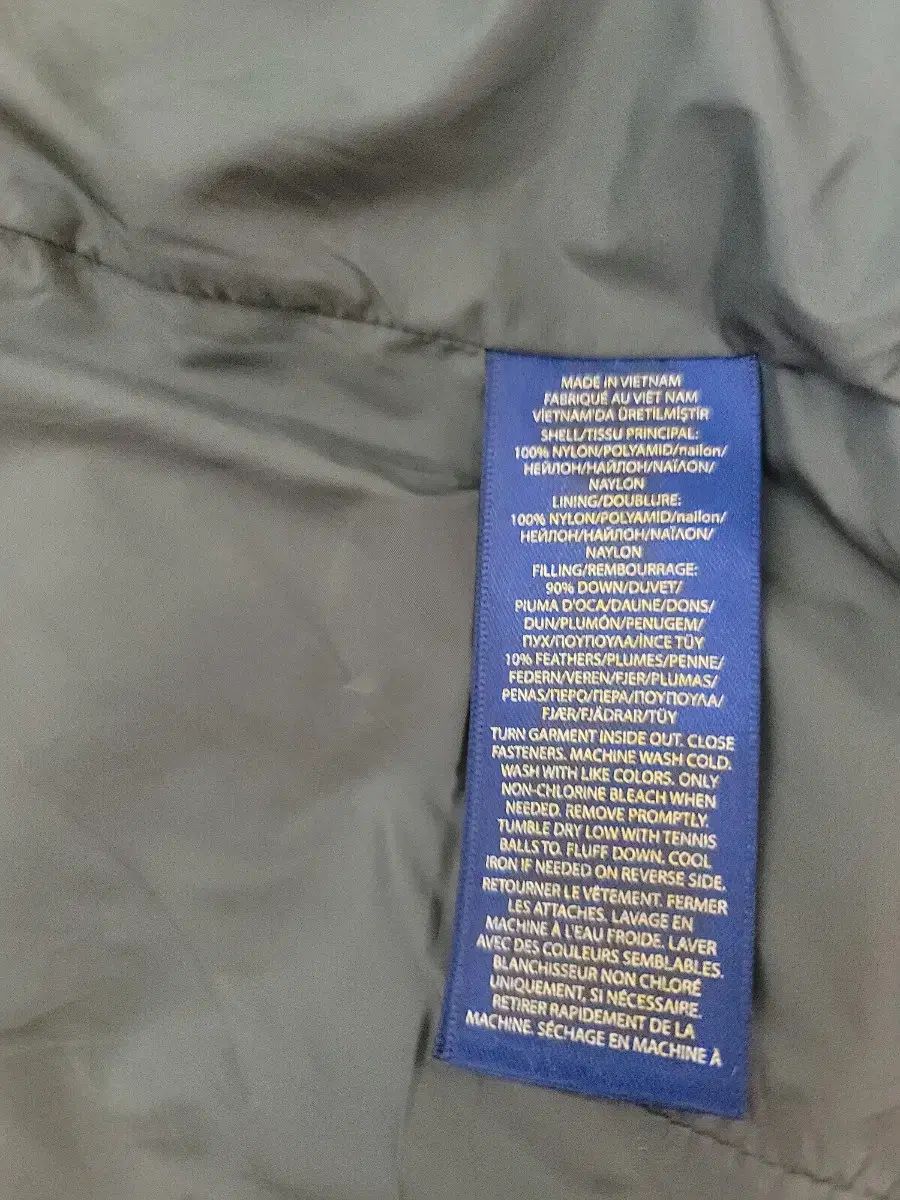 MADE IN VIETNAM
FABRIQUÉ AU VIÊT NAM
VİETNAM'DA ÜRETİLMİŞTİR
SHELL/TISSU PRINCIPAL:
100% NYLON/POLYAMID/nailon/
НЕЙЛОН/НАЙЛОН/ΝΑΪΛΟΝ/
NAYLON
LINING/DOUBLURE:
100% NYLON/POLYAMID/nailon/
НЕЙЛОН/НАЙЛОН/ΝΑΪΛΟΝ/
NAYLON
FILLING/REMBOURRAGE:
90% DOWN/DUVET/
PIUMA D'OCA/DAUNE/DONS/
DUN/PLUMÓN/PENUGEM/
ПУХ/ΠΟΥΠΟΥΛΑ/İNCE TÜY
10% FEATHERS/PLUMES/PENNE/
FEDERN/VEREN/FJER/PLUMAS/
PENAS/ПЕРО/ПЕРА/ΠΟΥΠΟΥΛΑ/
FJÆR/FJÄDRAR/TÜY
TURN GARMENT INSIDE OUT. CLOSE
FASTENERS. MACHINE WASH COLD.
WASH WITH LIKE COLORS. ONLY
NON-CHLORINE BLEACH WHEN
NEEDED. REMOVE PROMPTLY.
TUMBLE DRY LOW WITH TENNIS
BALLS TO. FLUFF DOWN. COOL
IRON IF NEEDED ON REVERSE SIDE.
RETOURNER LE VÊTEMENT. FERMER
LES ATTACHES. LAVAGE EN
MACHINE À L'EAU FROIDE. LAVER
AVEC DES COULEURS SEMBLABLES.
BLANCHISSEUR NON CHLORÉ
UNIQUEMENT, SI NÉCESSAIRE.
RETIRER RAPIDEMENT DE LA
MACHINE. SÉCHAGE EN MACHINE À